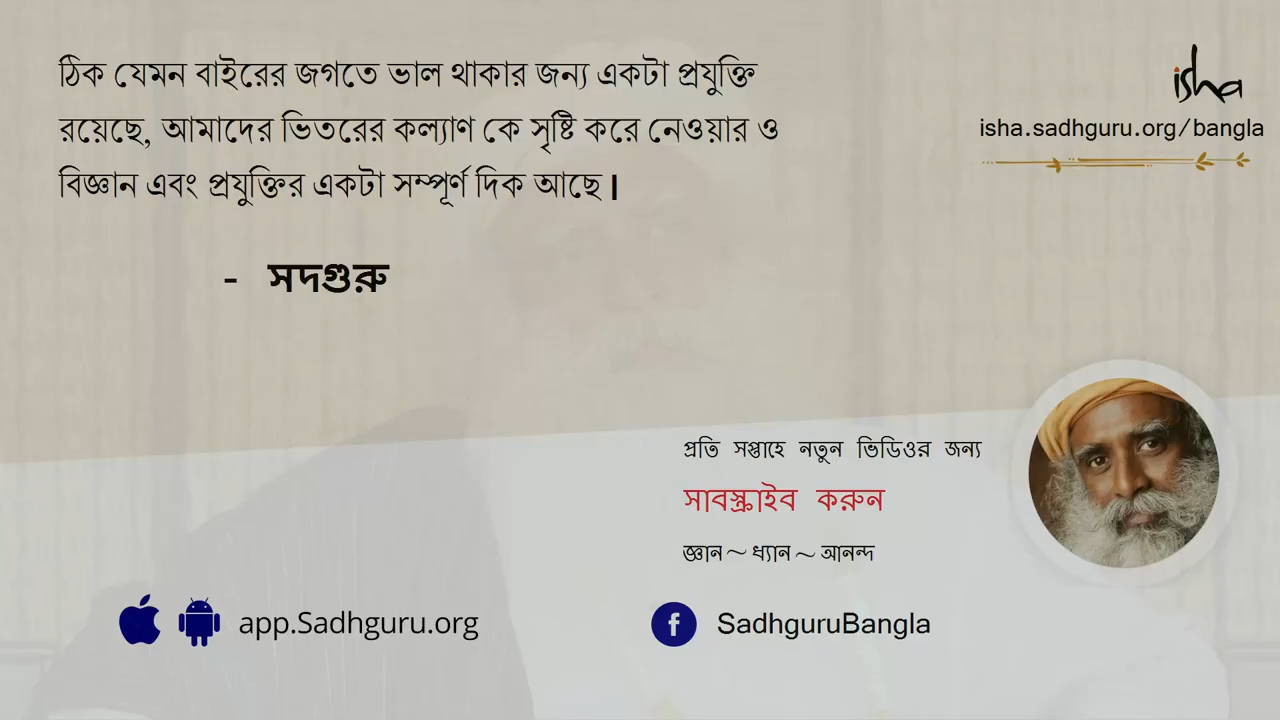 ঠিক যেমন বাইরের জগতে ভাল থাকার জন্য একটা প্রযুক্তি
রয়েছে, আমাদের ভিতরের কল্যাণ কে সৃষ্টি করে নেওয়ার ও
বিজ্ঞান এবং প্রযুক্তির একটা সম্পূর্ণ দিক আছে।
- সদগুরু
isha
isha.sadhguru.org/bangla
প্রতি সপ্তাহে নতুন ভিডিওর জন্য
সাবস্ক্রাইব করুন
জ্ঞান ~ ধ্যান ~ আনন্দ
app.Sadhguru.org
f SadhguruBangla